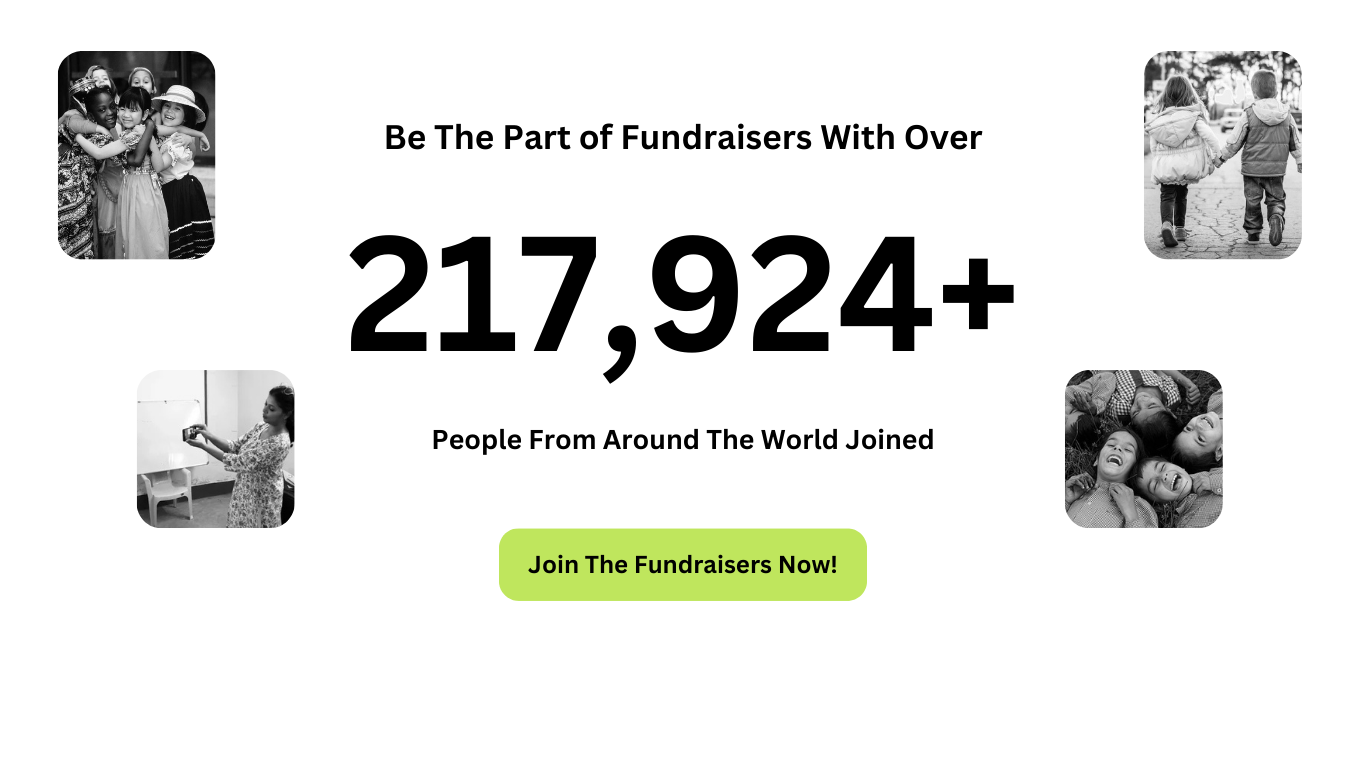 Be The Part of Fundraisers With Over
217,924+
People From Around The World Joined
Join The Fundraisers Now!